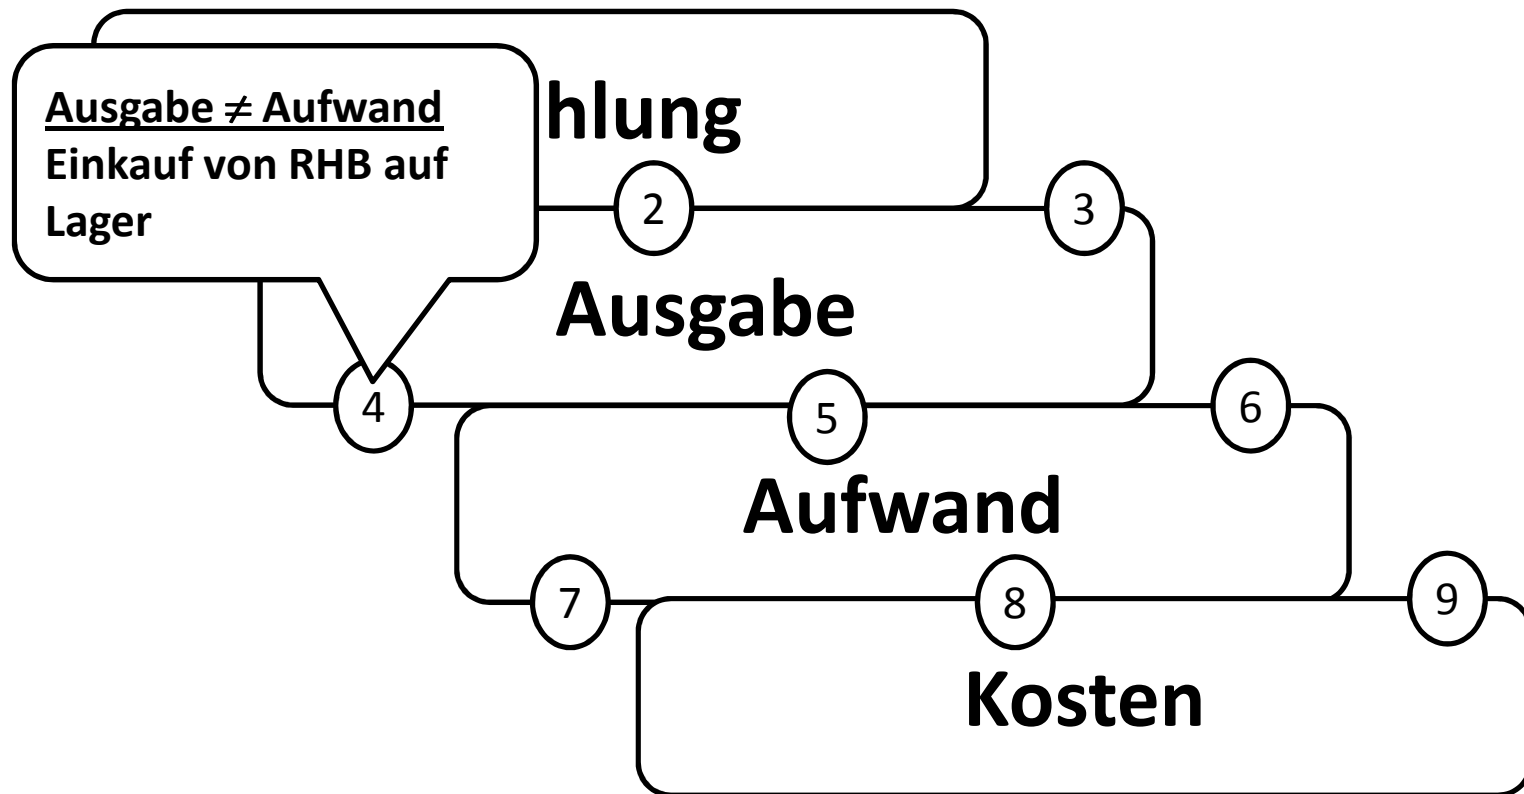 Ausgabe ≠ Aufwand
Einkauf von RHB auf
Lager
hlung
2
3
Ausgabe
4
5
6
Aufwand
7
8
9
Kosten